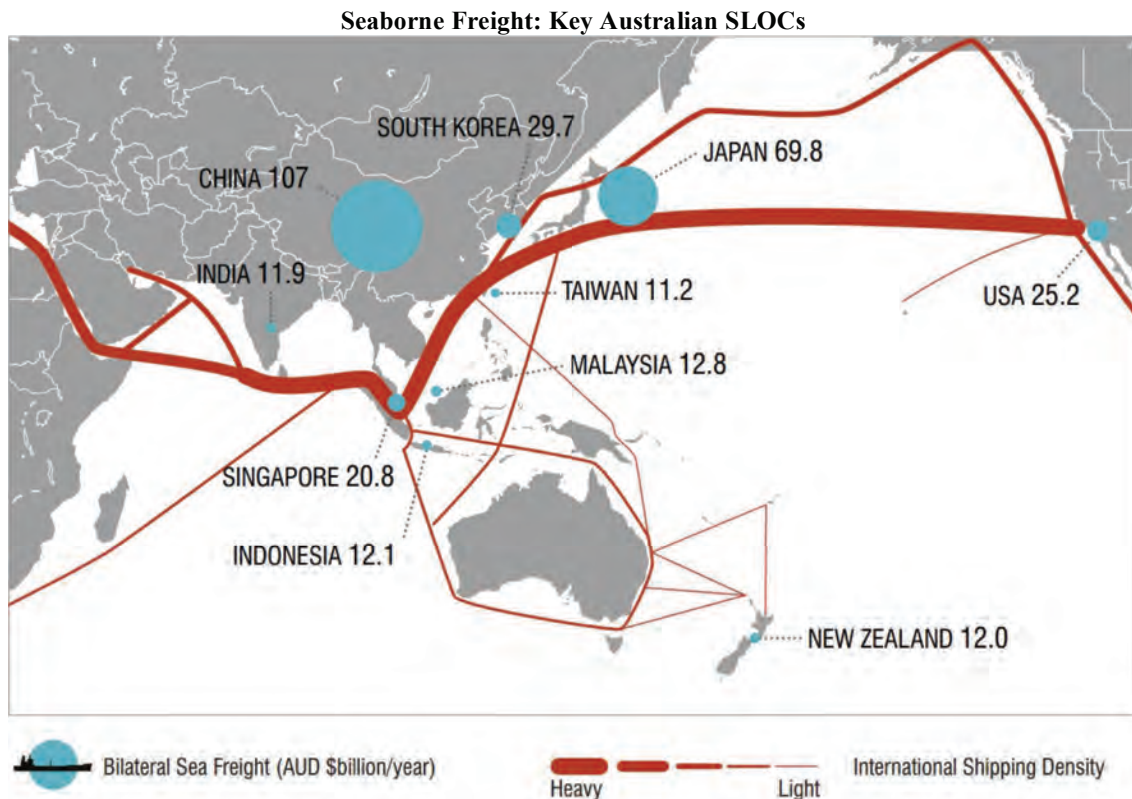 Seaborne Freight: Key Australian SLOCs
SOUTH KOREA 29.7
JAPAN 69.8
CHINA 107
INDIA 11.9
TAIWAN 11.2
USA 25.2
MALAYSIA 12.8
SINGAPORE 20.8
INDONESIA 12.1
NEW ZEALAND 12.0
Bilateral Sea Freight (AUD $billion/year)
International Shipping Density
Heavy
Light